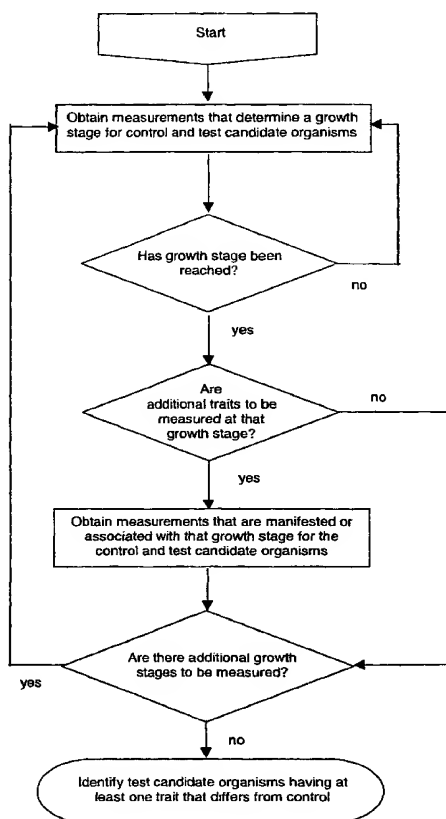 Start
Obtain measurements that determine a growth
stage for control and test candidate organisms
Has growth stage been
reached?
no
yes
Are
additional traits to be
measured at that
growth stage?
no
yes
Obtain measurements that are manifested or
associated with that growth stage for the
control and test candidate organisms
Are there additional growth
stages to be measured?
yes
no
Identify test candidate organisms having at
least one trait that differs from control